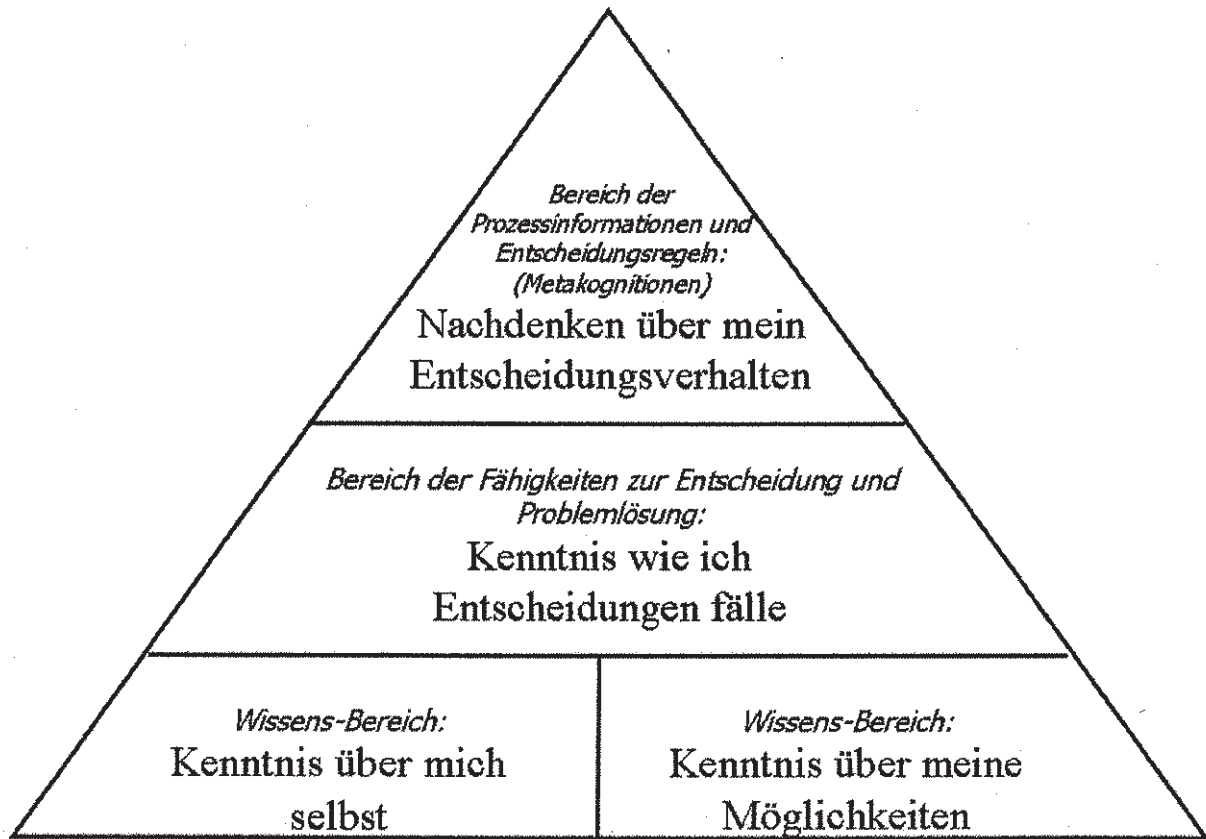 Bereich der
Prozessinformationen und
Entscheidungsregeln:
(Metakognitionen)
Nachdenken über mein
Entscheidungsverhalten
Bereich der Fähigkeiten zur Entscheidung und
Problemlösung:
Kenntnis wie ich
Entscheidungen fälle
Wissens-Bereich:
Kenntnis über mich
selbst
Wissens-Bereich:
Kenntnis über meine
Möglichkeiten